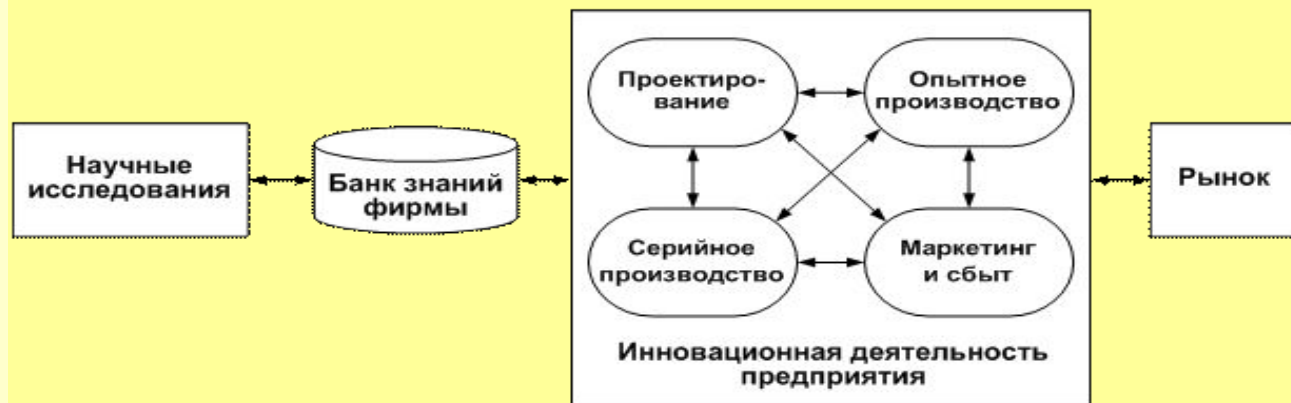 Научные
исследования
Банк знаний
фирмы
Проектиро-
вание
Опытное
производство
Серийное
производство
Маркетинг
и сбыт
Инновационная деятельность
предприятия
Рынок